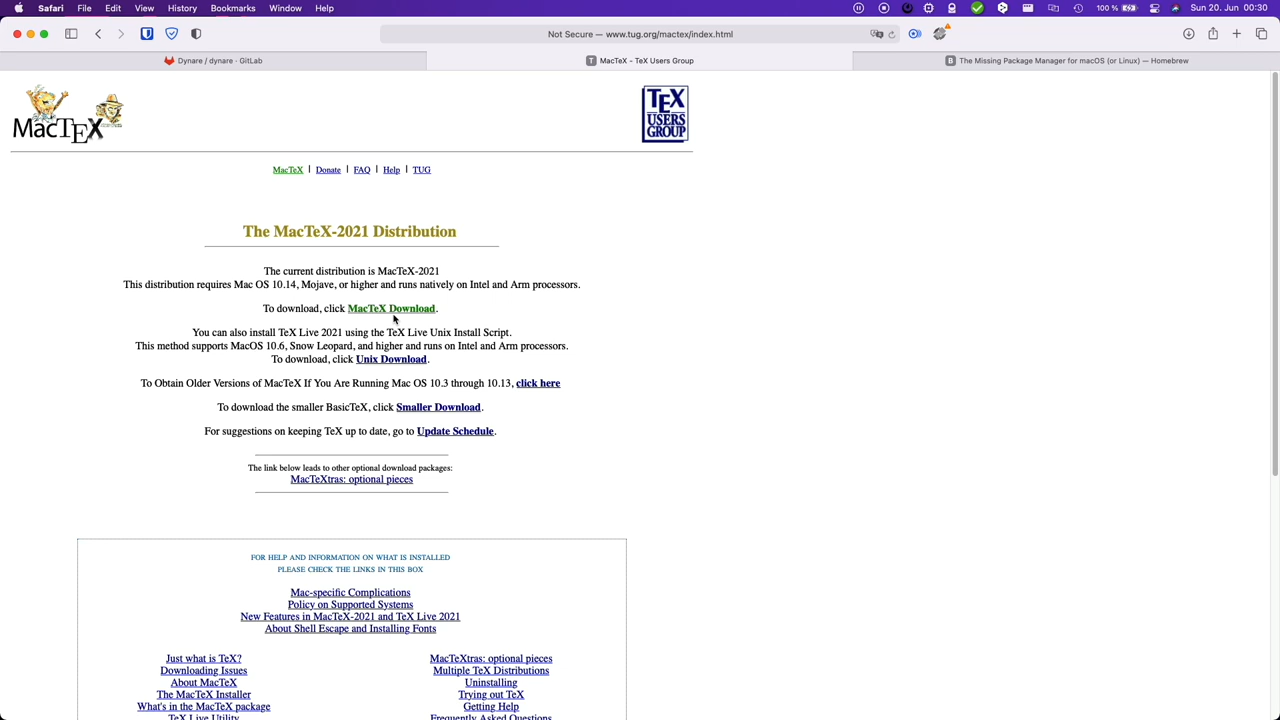 Sun 20. Mar 03:30
Not Secure — www.tug.org/mactex/index.html
Dynare / dynare · GitLab
T MacTeX - TeX Users Group
B The Missing Package Manager for macOS (or Linux) — Homebrew
MacTEX
TEX
USERS
GROUP
MacTeX | Donate | FAQ | Help | TUG
The MacTeX-2021 Distribution
The current distribution is MacTeX-2021
This distribution requires Mac OS 10.14, Mojave, or higher and runs natively on Intel and Arm processors.
To download, click MacTeX Download.
You can also install TeX Live 2021 using the TeX Live Unix Install Script.
This method supports MacOS 10.6, Snow Leopard, and higher and runs on Intel and Arm processors.
To download, click Unix Download.
To Obtain Older Versions of MacTeX If You Are Running Mac OS 10.3 through 10.13, click here
To download the smaller BasicTeX, click Smaller Download.
For suggestions on keeping TeX up to date, go to Update Schedule.
The link below leads to other optional download packages:
MacTeXtras: optional pieces
FOR HELP AND INFORMATION ON WHAT IS INSTALLED
PLEASE CHECK THE LINKS IN THIS BOX
Mac-specific Complications
Policy on Supported Systems
New Features in MacTeX-2021 and TeX Live 2021
About Shell Escape and Installing Fonts
Just what is TeX?
Downloading Issues
About MacTeX
The MacTeX Installer
What's in the MacTeX package
TeX Live Utility
MacTeXtras: optional pieces
Multiple TeX Distributions
Uninstalling
Trying out TeX
Getting Help
Frequently Asked Questions